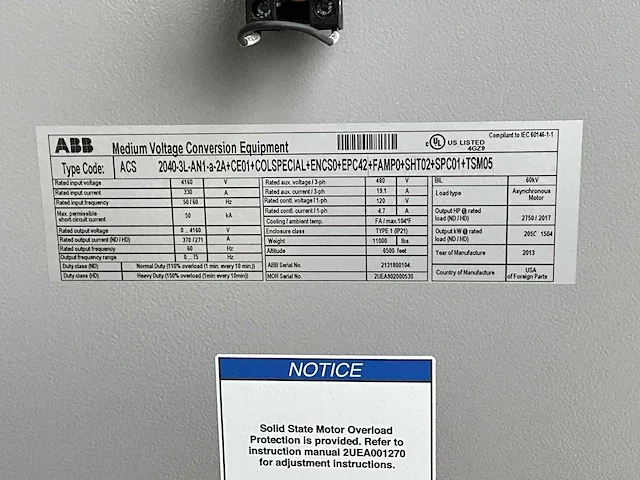 ABB Medium Voltage Conversion Equipment UL US LISTED 4GZ9 Compliant to IEC 60146-1-1
Type Code: ACS 2040-3L-AN1-a-2A+CE01+COLSPECIAL+ENCS0+EPC42+FAMP0+SHT02+SPC01+TSM05
Rated input voltage 4160 V
Rated input current 330 A
Rated input frequency 50 / 60 Hz
Max. permissible short-circuit current 50 kA
Rated output voltage 0...4160 V
Rated output current (ND / HD) 370 / 271 A
Rated output frequency 60 Hz
Output frequency range 0...75 Hz
Duty class (ND) Normal Duty (110% overload (1 min. every 10 min.))
Duty class (HD) Heavy Duty (150% overload (1min. every 10min))
Rated aux. voltage / 3-ph 480 V
Rated aux. current / 3-ph 19.1 A
Rated contl. voltage / 1-ph 120 V
Rated contl. current / 1-ph 4.7 A
Cooling / ambient temp. FA / max.104°F
Enclosure class TYPE 1 (IP21)
Weight 11000 lbs.
Altitude 6500 feet
ABB Serial No. 2131800104
MOR Serial No. 2UEA902000530
BIL 60kV
Load type Asynchronous Motor
Output HP @ rated load (ND / HD) 2750 / 2017
Output kW @ rated load (ND / HD) 1504
Year of Manufacture 2013
Country of Manufacture USA of Foreign Parts
NOTICE
Solid State Motor Overload
Protection is provided. Refer to
instruction manual 2UEA001270
for adjustment instructions.